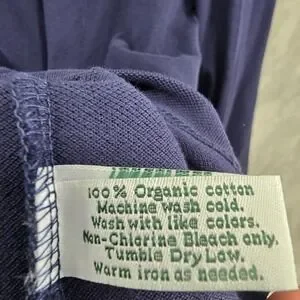 100% Organic cotton
Machine wash cold.
Wash with like colors.
Non-Chlorine Bleach only.
Tumble Dry Low.
Warm iron as needed.